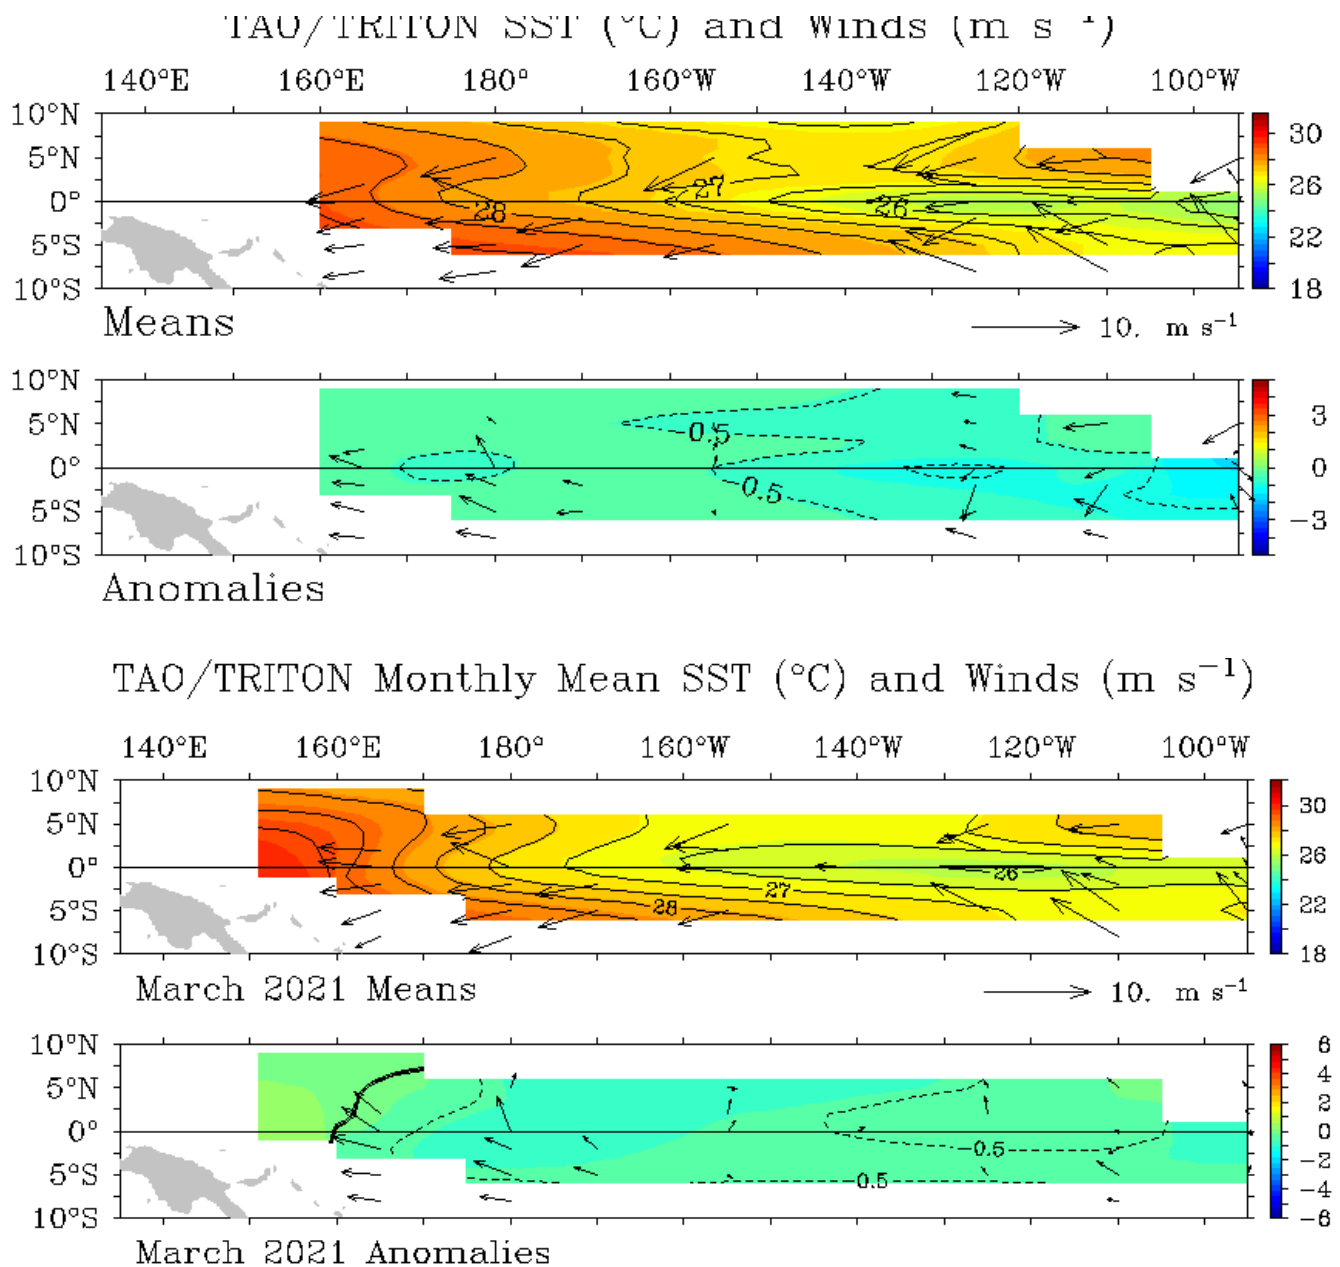 TAO/TRITON SST (°C) and Winds (m s⁻¹)
140°E 160°E 180° 160°W 140°W 120°W 100°W
10°N
5°N
0°
5°S
10°S
28
27
26
30
26
22
18
Means
10. m s⁻¹
10°N
5°N
0°
5°S
10°S
0.5
0.5
3
0
-3
Anomalies
TAO/TRITON Monthly Mean SST (°C) and Winds (m s⁻¹)
140°E 160°E 180° 160°W 140°W 120°W 100°W
10°N
5°N
0°
5°S
10°S
28
27
26
30
26
22
18
March 2021 Means
10. m s⁻¹
10°N
5°N
0°
5°S
10°S
-0.5
-0.5
6
4
2
0
-2
-4
-6
March 2021 Anomalies